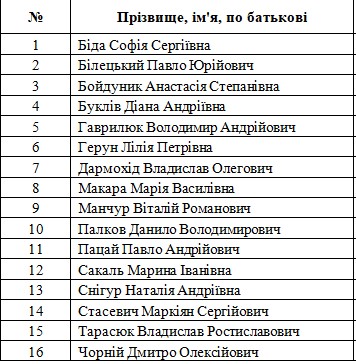 № Прізвище, ім'я, по батькові
1 Біда Софія Сергіївна
2 Білецький Павло Юрійович
3 Бойдуник Анастасія Степанівна
4 Буклів Діана Андріївна
5 Гаврилюк Володимир Андрійович
6 Герун Лілія Петрівна
7 Дармохід Владислав Олегович
8 Макара Марія Василівна
9 Манчур Віталій Романович
10 Палков Данило Володимирович
11 Пацай Павло Андрійович
12 Сакаль Марина Іванівна
13 Снігур Наталія Андріївна
14 Стасевич Маркіян Сергійович
15 Тарасюк Владислав Ростиславович
16 Чорній Дмитро Олексійович